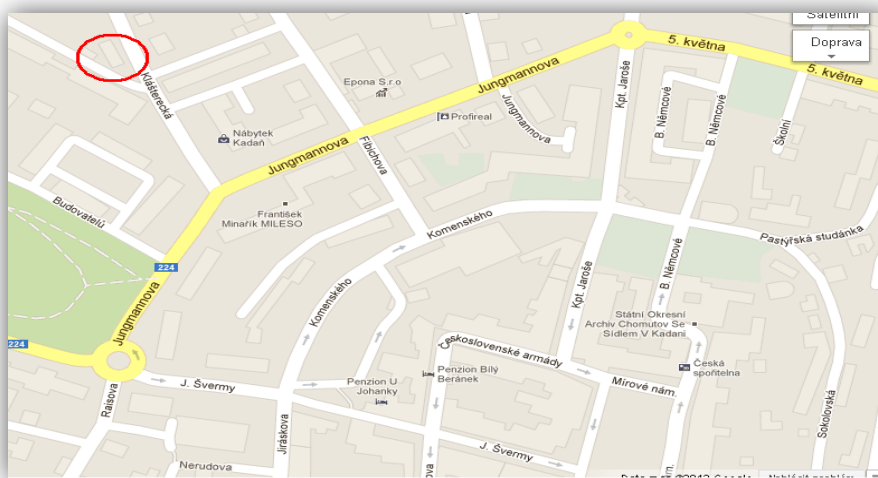 Satelitní
Doprava
5. května
5. května
Klášterecká
Epona S.r.o
Jungmannova
Kpt. Jaroše
Profireal
Jungmannova
B. Němcové
B. Němcové
Školní
Nábytek
Kadaň
Fibichova
Jungmannova
Budovatelů
František
Minařík MILESO
Komenského
Pastýřská studánka
224
Jungmannova
Komenského
Kpt. Jaroše
B. Němcové
Státní Okresní
Archiv Chomutov Se
Sídlem V Kadani
224
Československé armády
Česká
spořitelna
Penzion Bílý
Beránek
J. Švermy
Penzion U
Johanky
Mírové nám.
Raisova
Jiráskova
Sokolovská
J. Švermy
Nerudova